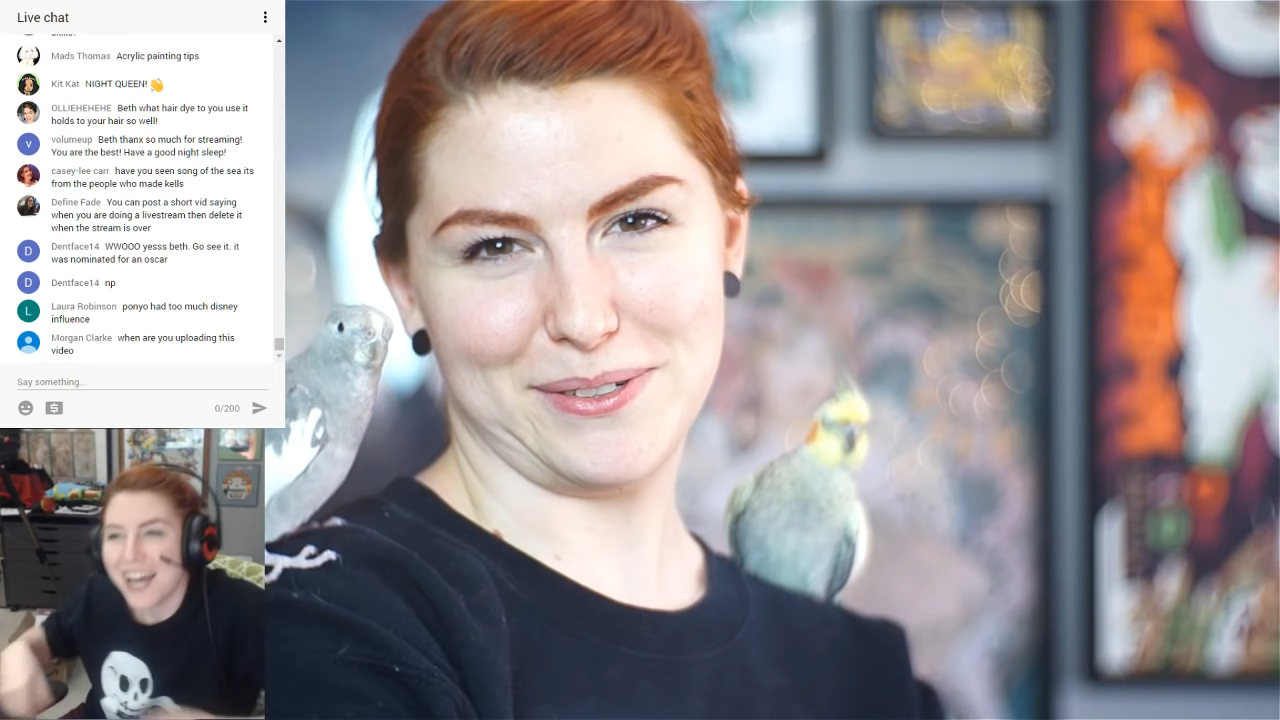 Live chat
Mads Thomas Acrylic painting tips
Kit Kat NIGHT QUEEN! 👋
OLLIEHEHEHE Beth what hair dye to you use it
holds to your hair so well!
volumeup Beth thanx so much for streaming!
You are the best! Have a good night sleep!
casey-lee carr have you seen song of the sea its
from the people who made kells
Define Fade You can post a short vid saying
when you are doing a livestream then delete it
when the stream is over
Dentface14 WWOOO yesss beth. Go see it. it
was nominated for an oscar
Dentface14 np
Laura Robinson ponyo had too much disney
influence
Morgan Clarke when are you uploading this
video
Say something...
0/200